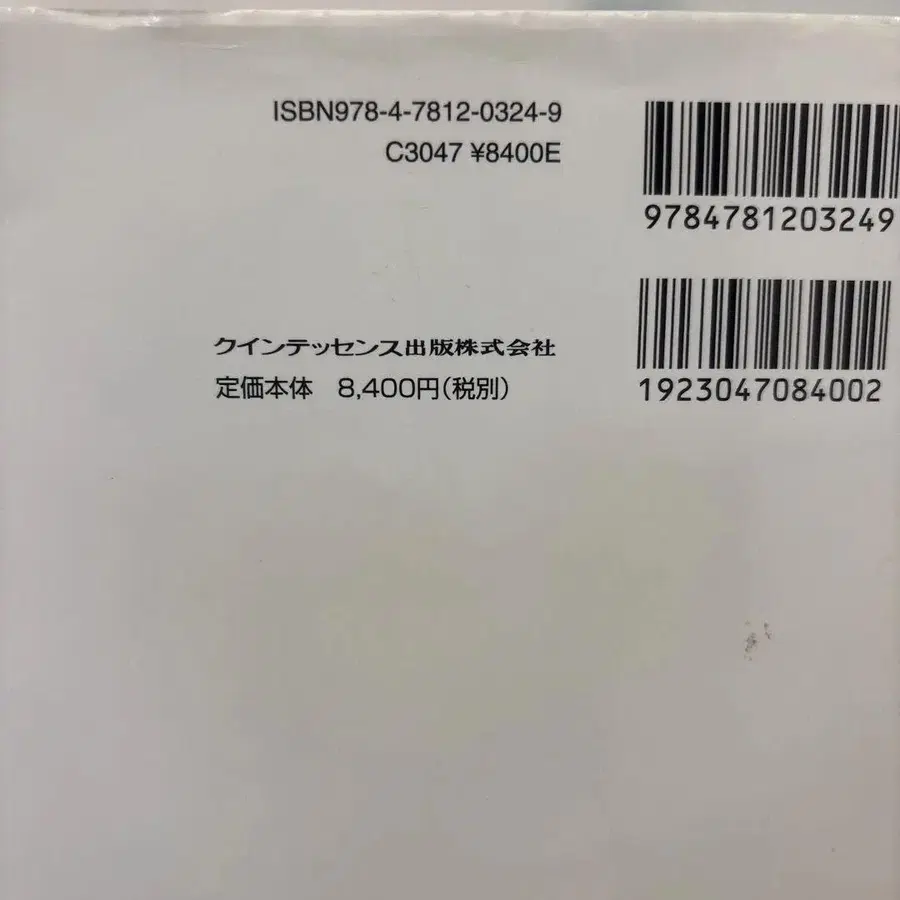 ISBN978-4-7812-0324-9
C3047 ¥8400E
9784781203249
クインテッセンス出版株式会社
定価本体　8,400円(税別)
1923047084002